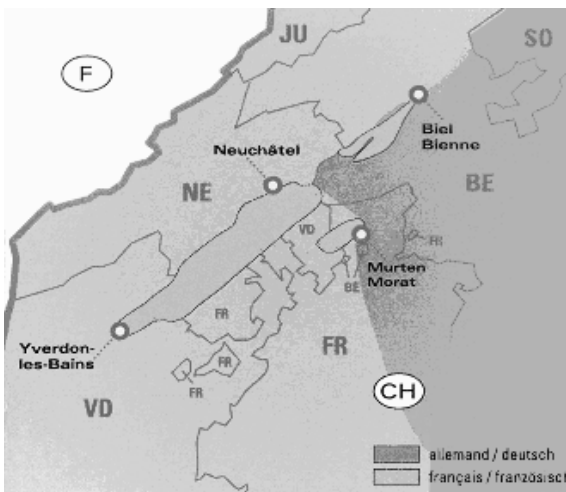 JU
SO
F
Biel
Bienne
Neuchâtel
NE
BE
VD
FR
Murten
Morat
BE
FR
FR
FR
Yverdon-
les-Bains
FR
VD
CH
allemand / deutsch
français / französisch